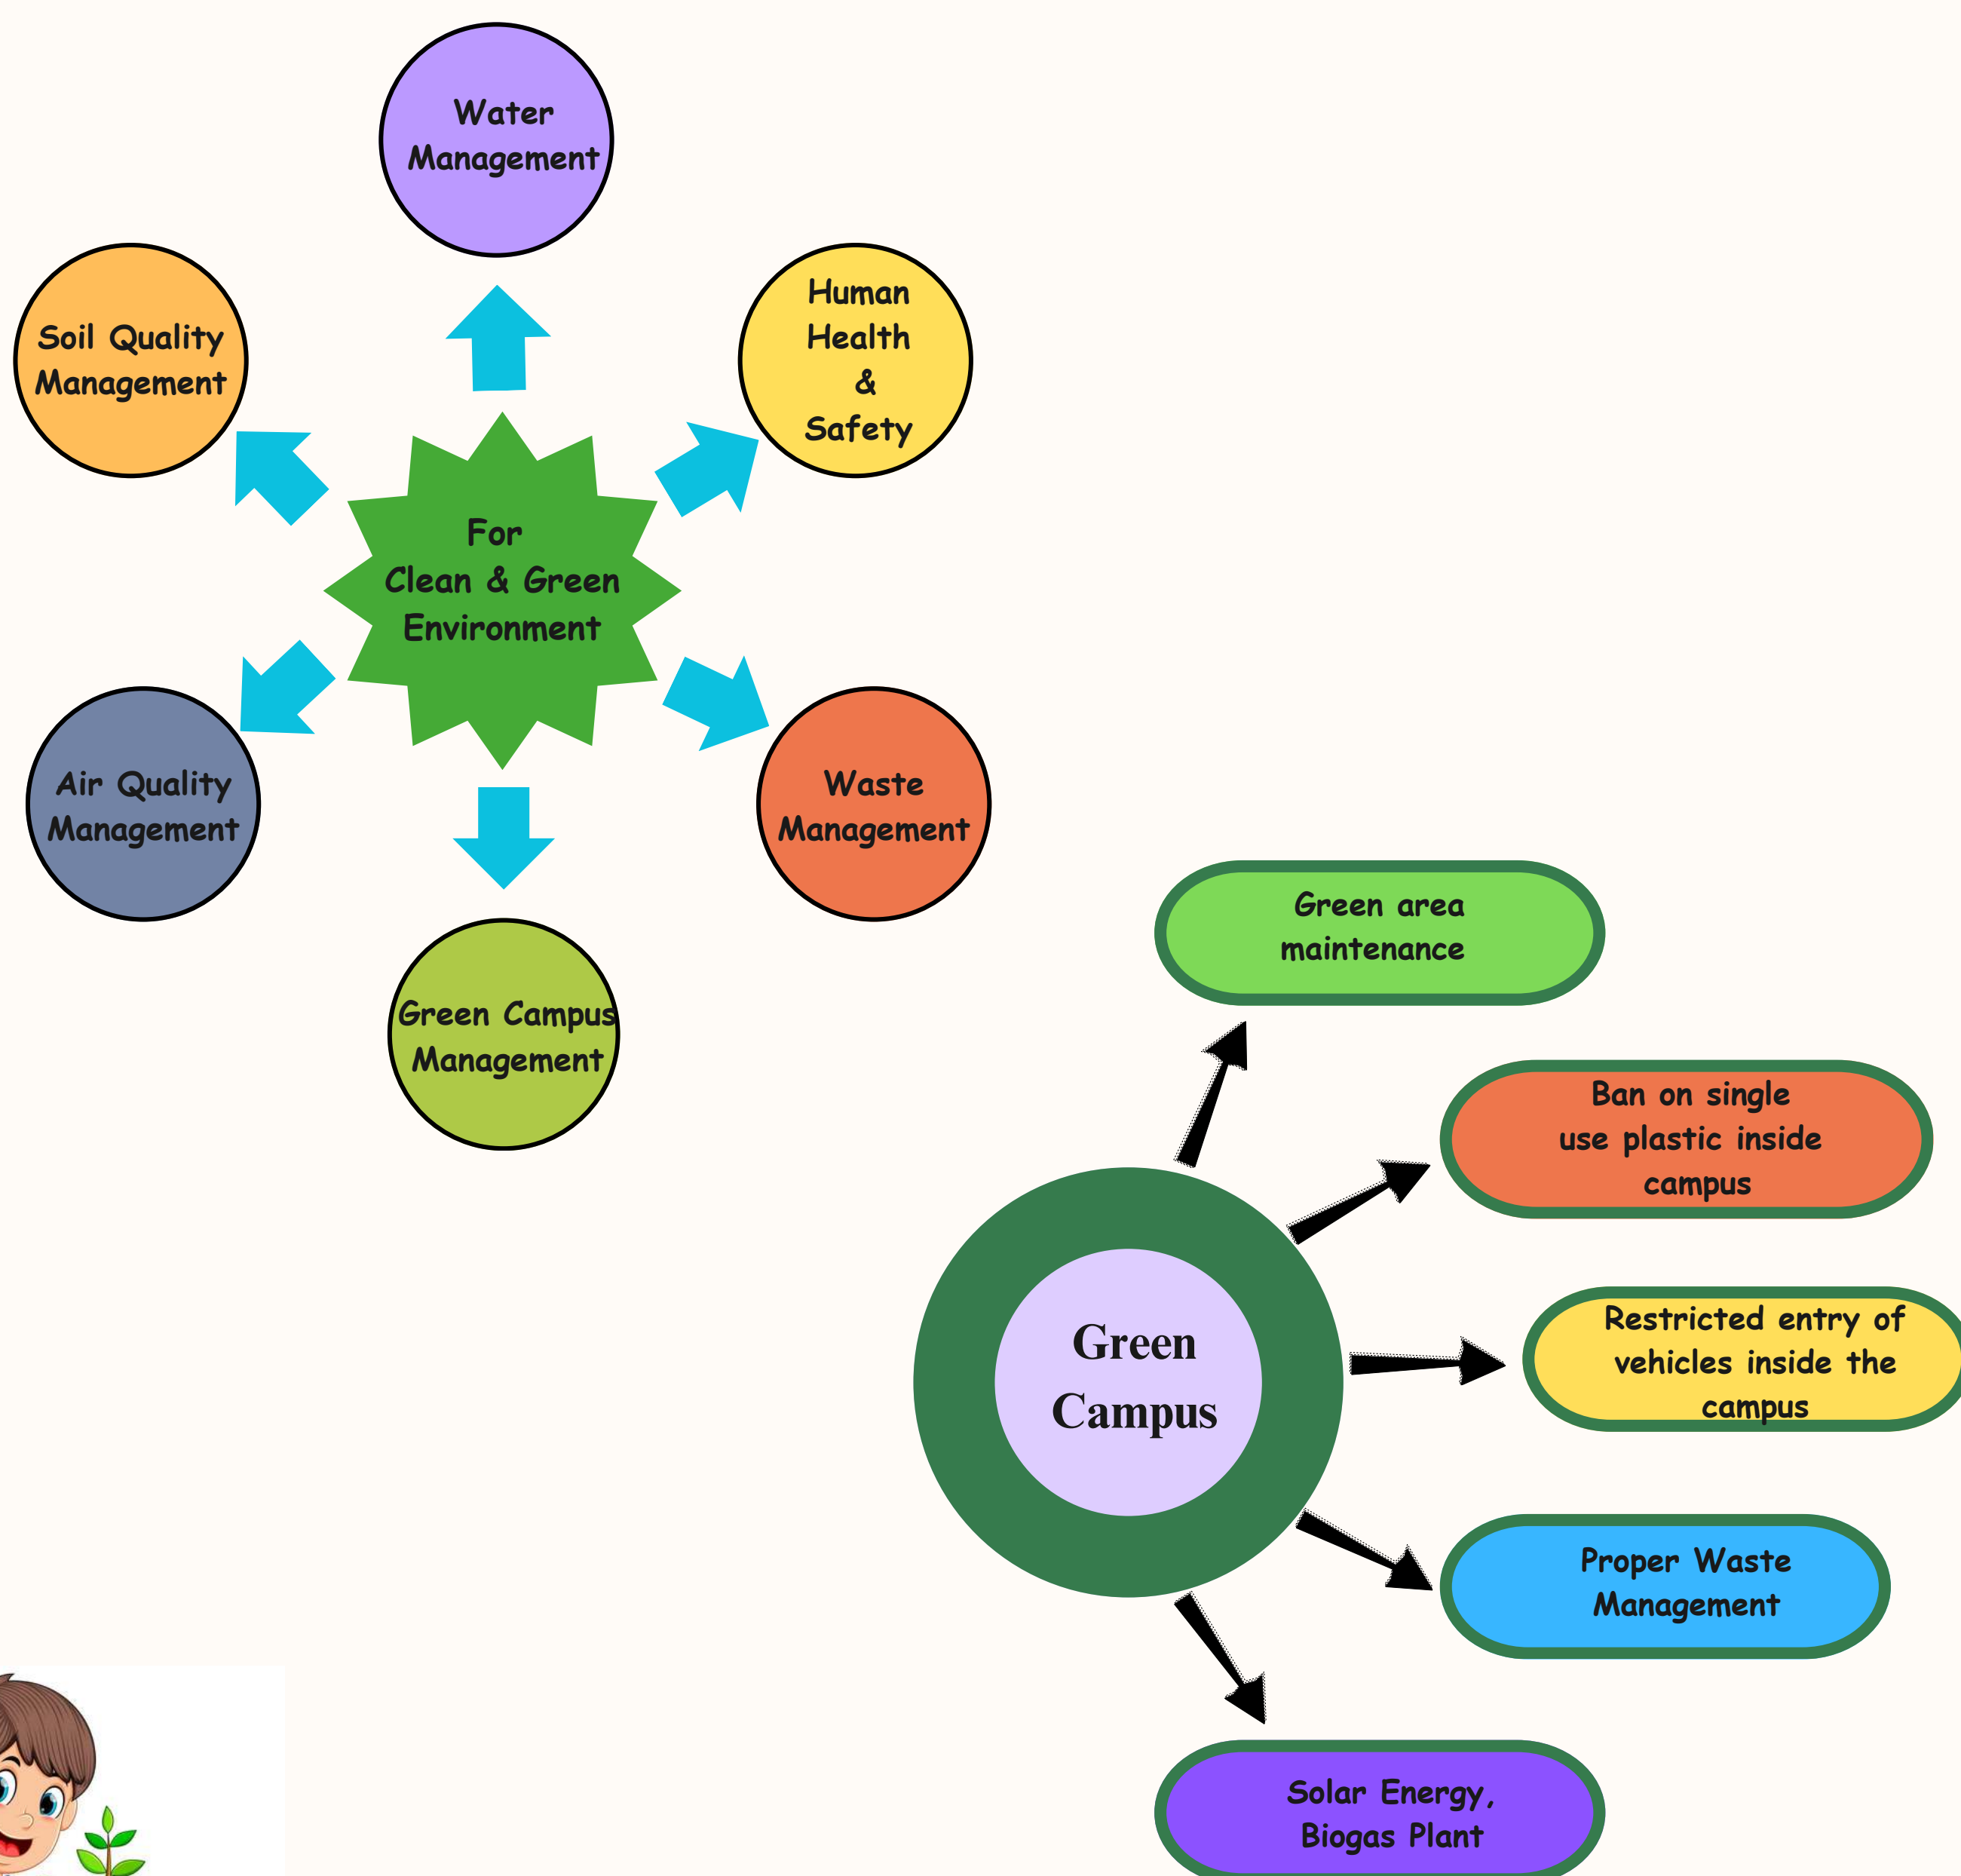 Water
Management
Soil Quality
Management
Human
Health
&
Safety
For
Clean & Green
Environment
Air Quality
Management
Waste
Management
Green Campus
Management
Green area
maintenance
Ban on single
use plastic inside
campus
Restricted entry of
vehicles inside the
campus
Green
Campus
Proper Waste
Management
Solar Energy,
Biogas Plant